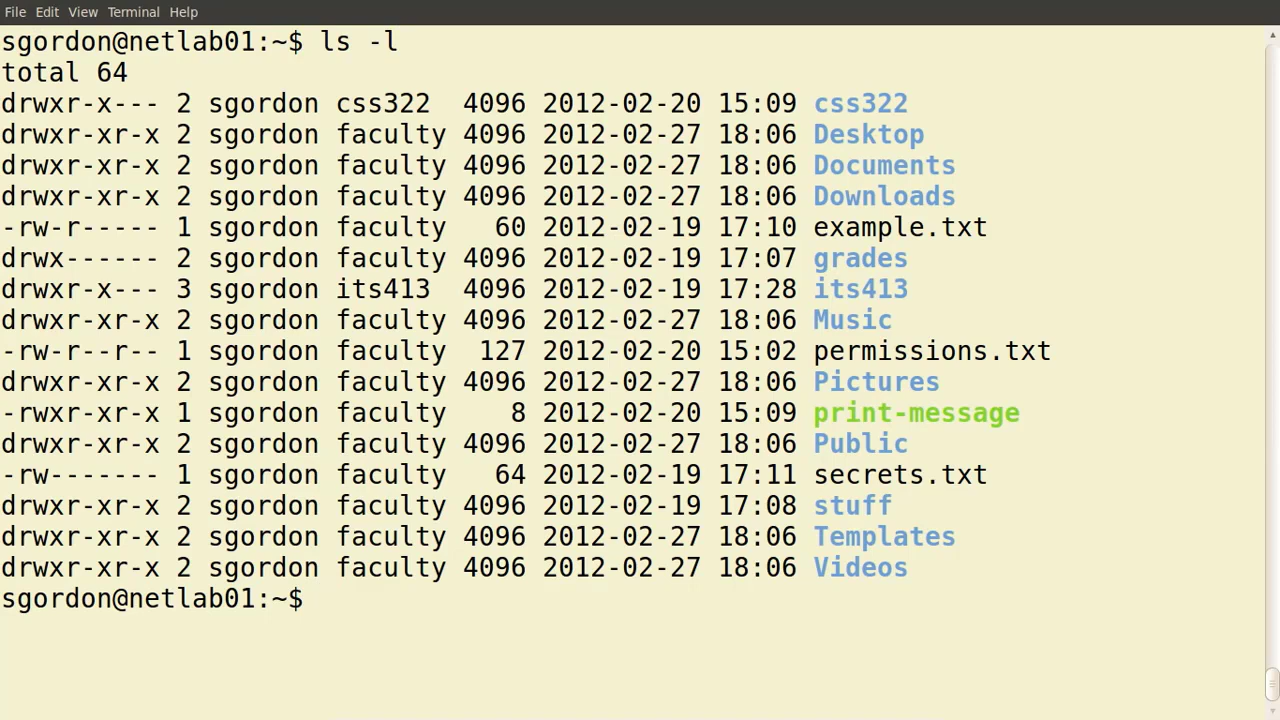 File Edit View Terminal Help
sgordon@netlab01:~$ ls -l
total 64
drwxr-x--- 2 sgordon css322  4096 2012-02-20 15:09 css322
drwxr-xr-x 2 sgordon faculty 4096 2012-02-27 18:06 Desktop
drwxr-xr-x 2 sgordon faculty 4096 2012-02-27 18:06 Documents
drwxr-xr-x 2 sgordon faculty 4096 2012-02-27 18:06 Downloads
-rw-r----- 1 sgordon faculty   60 2012-02-19 17:10 example.txt
drwx------ 2 sgordon faculty 4096 2012-02-19 17:07 grades
drwxr-x--- 3 sgordon its413  4096 2012-02-19 17:28 its413
drwxr-xr-x 2 sgordon faculty 4096 2012-02-27 18:06 Music
-rw-r--r-- 1 sgordon faculty  127 2012-02-20 15:02 permissions.txt
drwxr-xr-x 2 sgordon faculty 4096 2012-02-27 18:06 Pictures
-rwxr-xr-x 1 sgordon faculty    8 2012-02-20 15:09 print-message
drwxr-xr-x 2 sgordon faculty 4096 2012-02-27 18:06 Public
-rw------- 1 sgordon faculty   64 2012-02-19 17:11 secrets.txt
drwxr-xr-x 2 sgordon faculty 4096 2012-02-19 17:08 stuff
drwxr-xr-x 2 sgordon faculty 4096 2012-02-27 18:06 Templates
drwxr-xr-x 2 sgordon faculty 4096 2012-02-27 18:06 Videos
sgordon@netlab01:~$